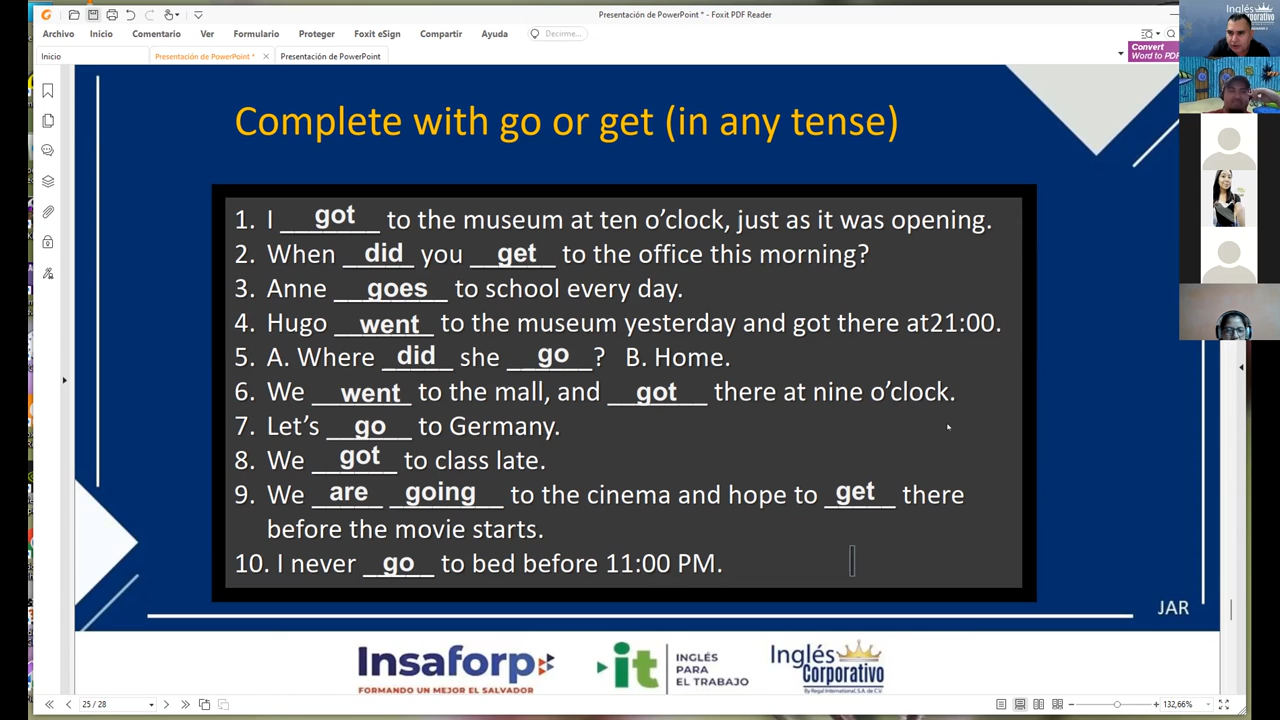 Presentación de PowerPoint * - Foxit PDF Reader
Archivo Inicio Comentario Ver Formulario Proteger Foxit eSign Compartir Ayuda Decirme...
Inicio Presentación de PowerPoint * Presentación de PowerPoint
Convert
Word to PDF
Inglés
Corporativo
Complete with go or get (in any tense)
1. I got to the museum at ten o’clock, just as it was opening.
2. When did you get to the office this morning?
3. Anne goes to school every day.
4. Hugo went to the museum yesterday and got there at21:00.
5. A. Where did she go? B. Home.
6. We went to the mall, and got there at nine o’clock.
7. Let’s go to Germany.
8. We got to class late.
9. We are going to the cinema and hope to get there
before the movie starts.
10. I never go to bed before 11:00 PM.
JAR
Insaforp
FORMANDO UN MEJOR EL SALVADOR
it INGLÉS
PARA
EL TRABAJO
Inglés
Corporativo
By Regal International, S.A. de C.V.
25 / 28
132,66%